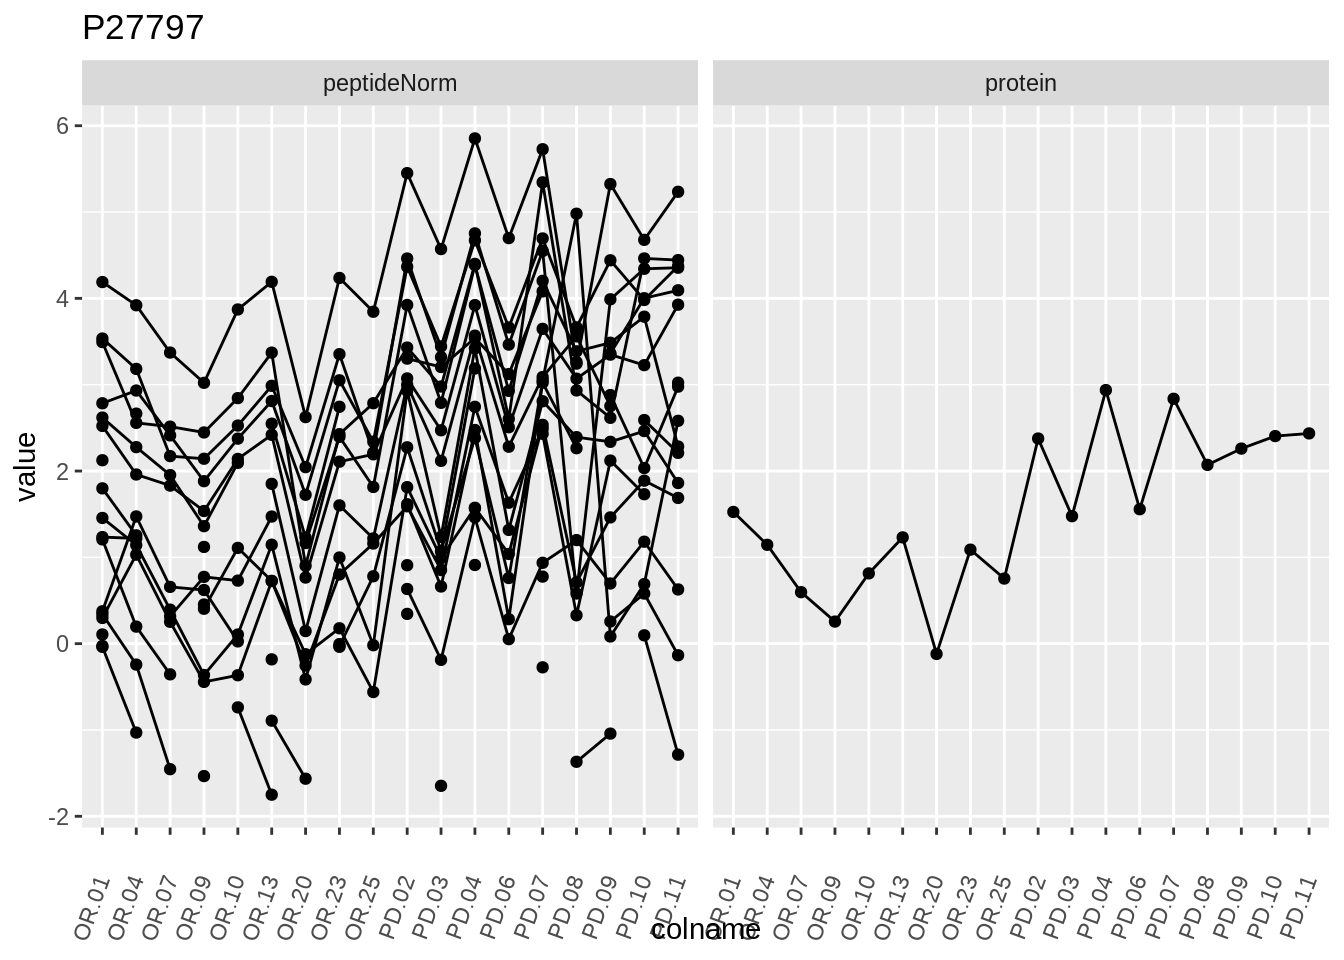 P27797
peptideNorm
protein
value
6
4
2
0
-2
OR.01 OR.04 OR.07 OR.09 OR.10 OR.13 OR.20 OR.23 OR.25 PD.02 PD.03 PD.04 PD.06 PD.07 PD.08 PD.09 PD.10 PD.11
OR.01 OR.04 OR.07 OR.09 OR.10 OR.13 OR.20 OR.23 OR.25 PD.02 PD.03 PD.04 PD.06 PD.07 PD.08 PD.09 PD.10 PD.11
colname